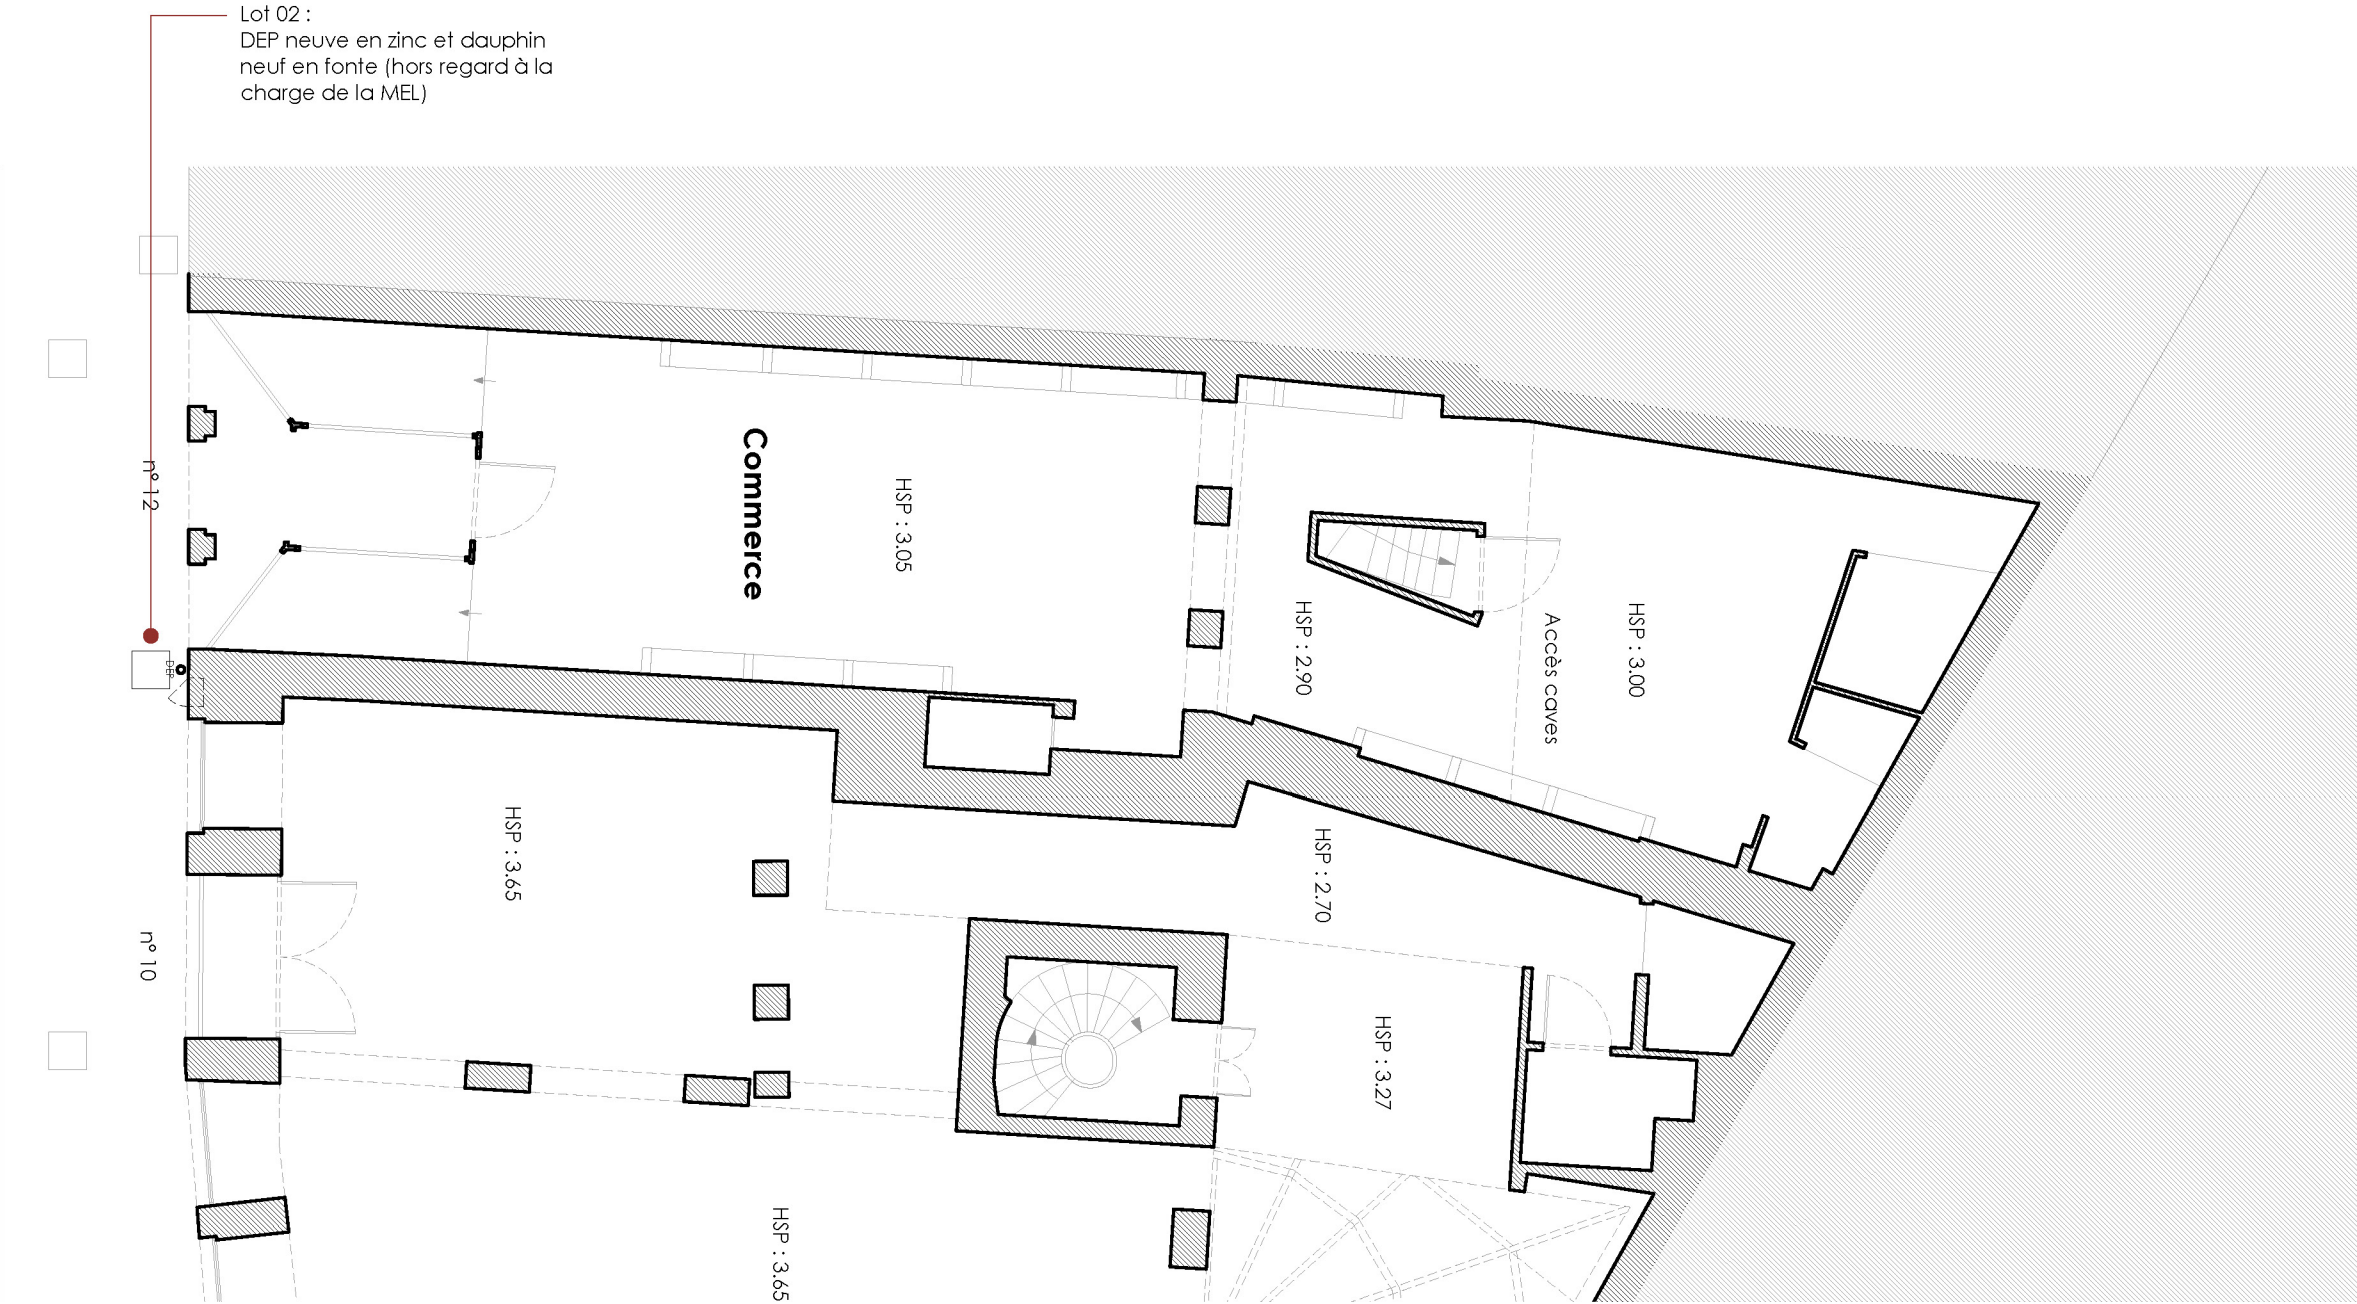 Lot 02 :
DEP neuve en zinc et dauphin
neuf en fonte (hors regard à la
charge de la MEL)
n° 12
Commerce
HSP : 3.05
HSP : 2.90
Accès caves
HSP : 3.00
DEP
HSP : 3.65
HSP : 2.70
n° 10
HSP : 3.27
HSP : 3.65